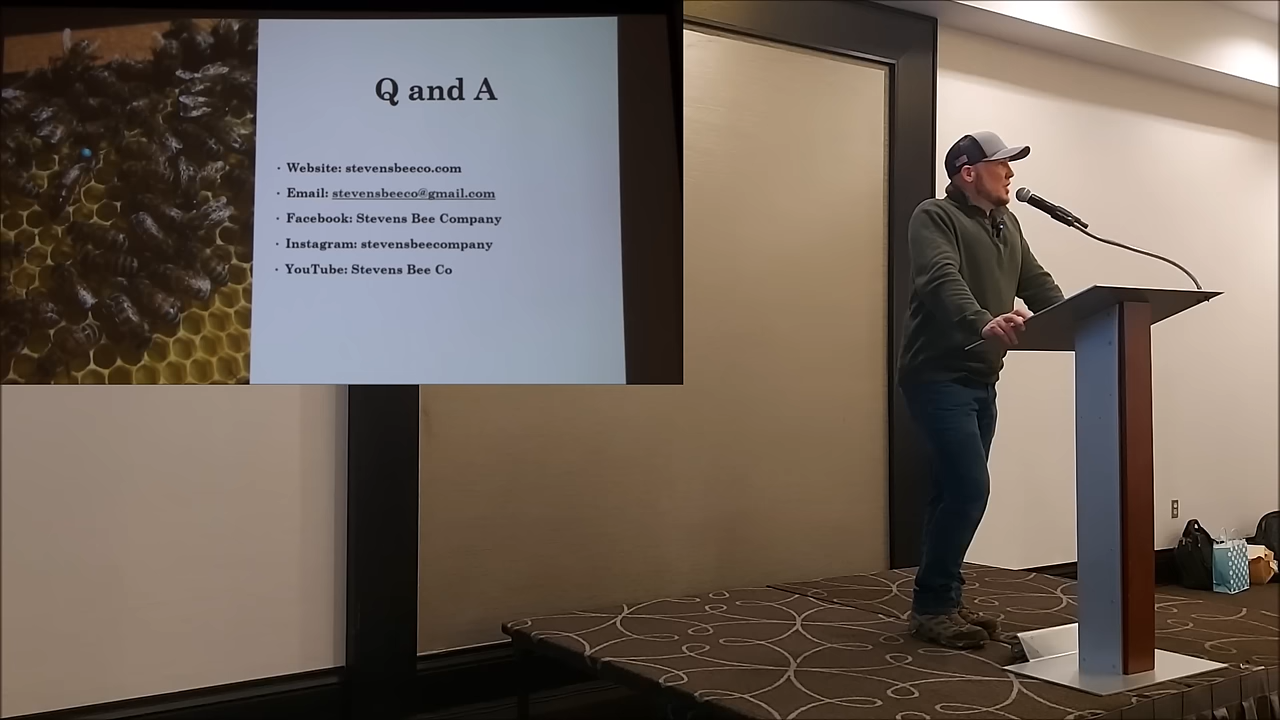 Q and A
· Website: stevensbeeco.com
· Email: stevensbeeco@gmail.com
· Facebook: Stevens Bee Company
· Instagram: stevensbeecompany
· YouTube: Stevens Bee Co